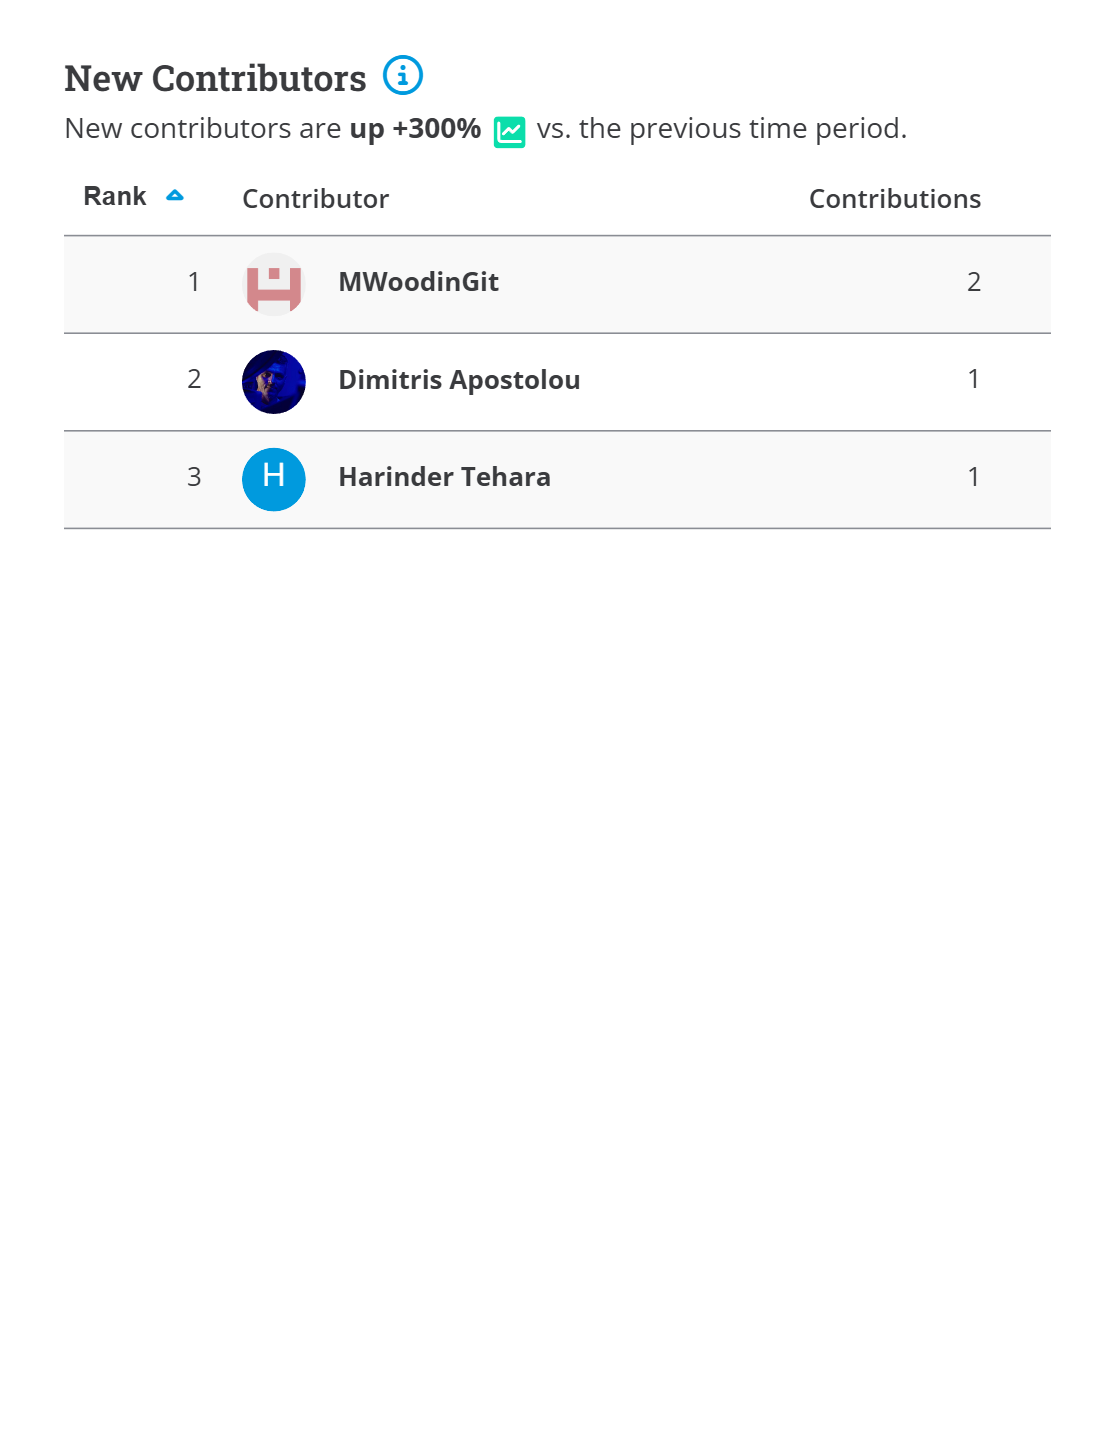 New Contributors
New contributors are up +300% vs. the previous time period.
Rank Contributor Contributions
1 MWoodinGit 2
2 Dimitris Apostolou 1
3 H Harinder Tehara 1